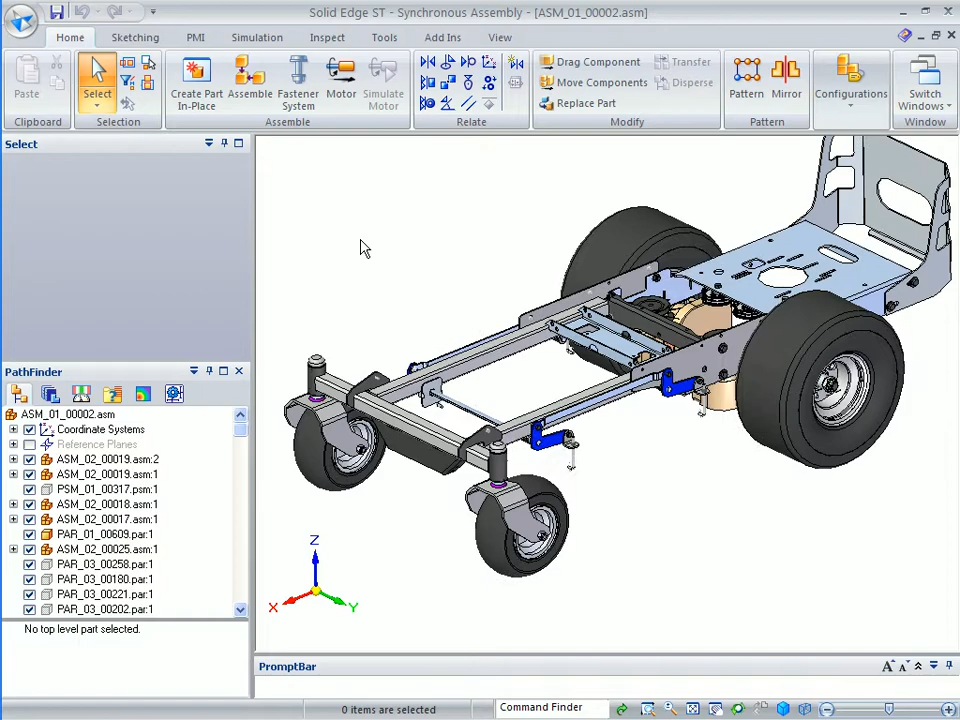 Solid Edge ST - Synchronous Assembly - [ASM_01_00002.asm]
Home Sketching PMI Simulation Inspect Tools Add Ins View
Paste
Clipboard
Select
Selection
Create Part In-Place
Assemble
Fastener System
Motor
Simulate Motor
Assemble
Relate
Drag Component
Move Components
Replace Part
Transfer
Disperse
Modify
Pattern
Mirror
Pattern
Configurations
Switch Windows
Window
Select
PathFinder
ASM_01_00002.asm
Coordinate Systems
Reference Planes
ASM_02_00019.asm:2
ASM_02_00019.asm:1
PSM_01_00317.psm:1
ASM_02_00018.asm:1
ASM_02_00017.asm:1
PAR_01_00609.par:1
ASM_02_00025.asm:1
PAR_03_00258.par:1
PAR_03_00180.par:1
PAR_03_00221.par:1
PAR_03_00202.par:1
No top level part selected.
Z
X
Y
PromptBar
0 items are selected
Command Finder